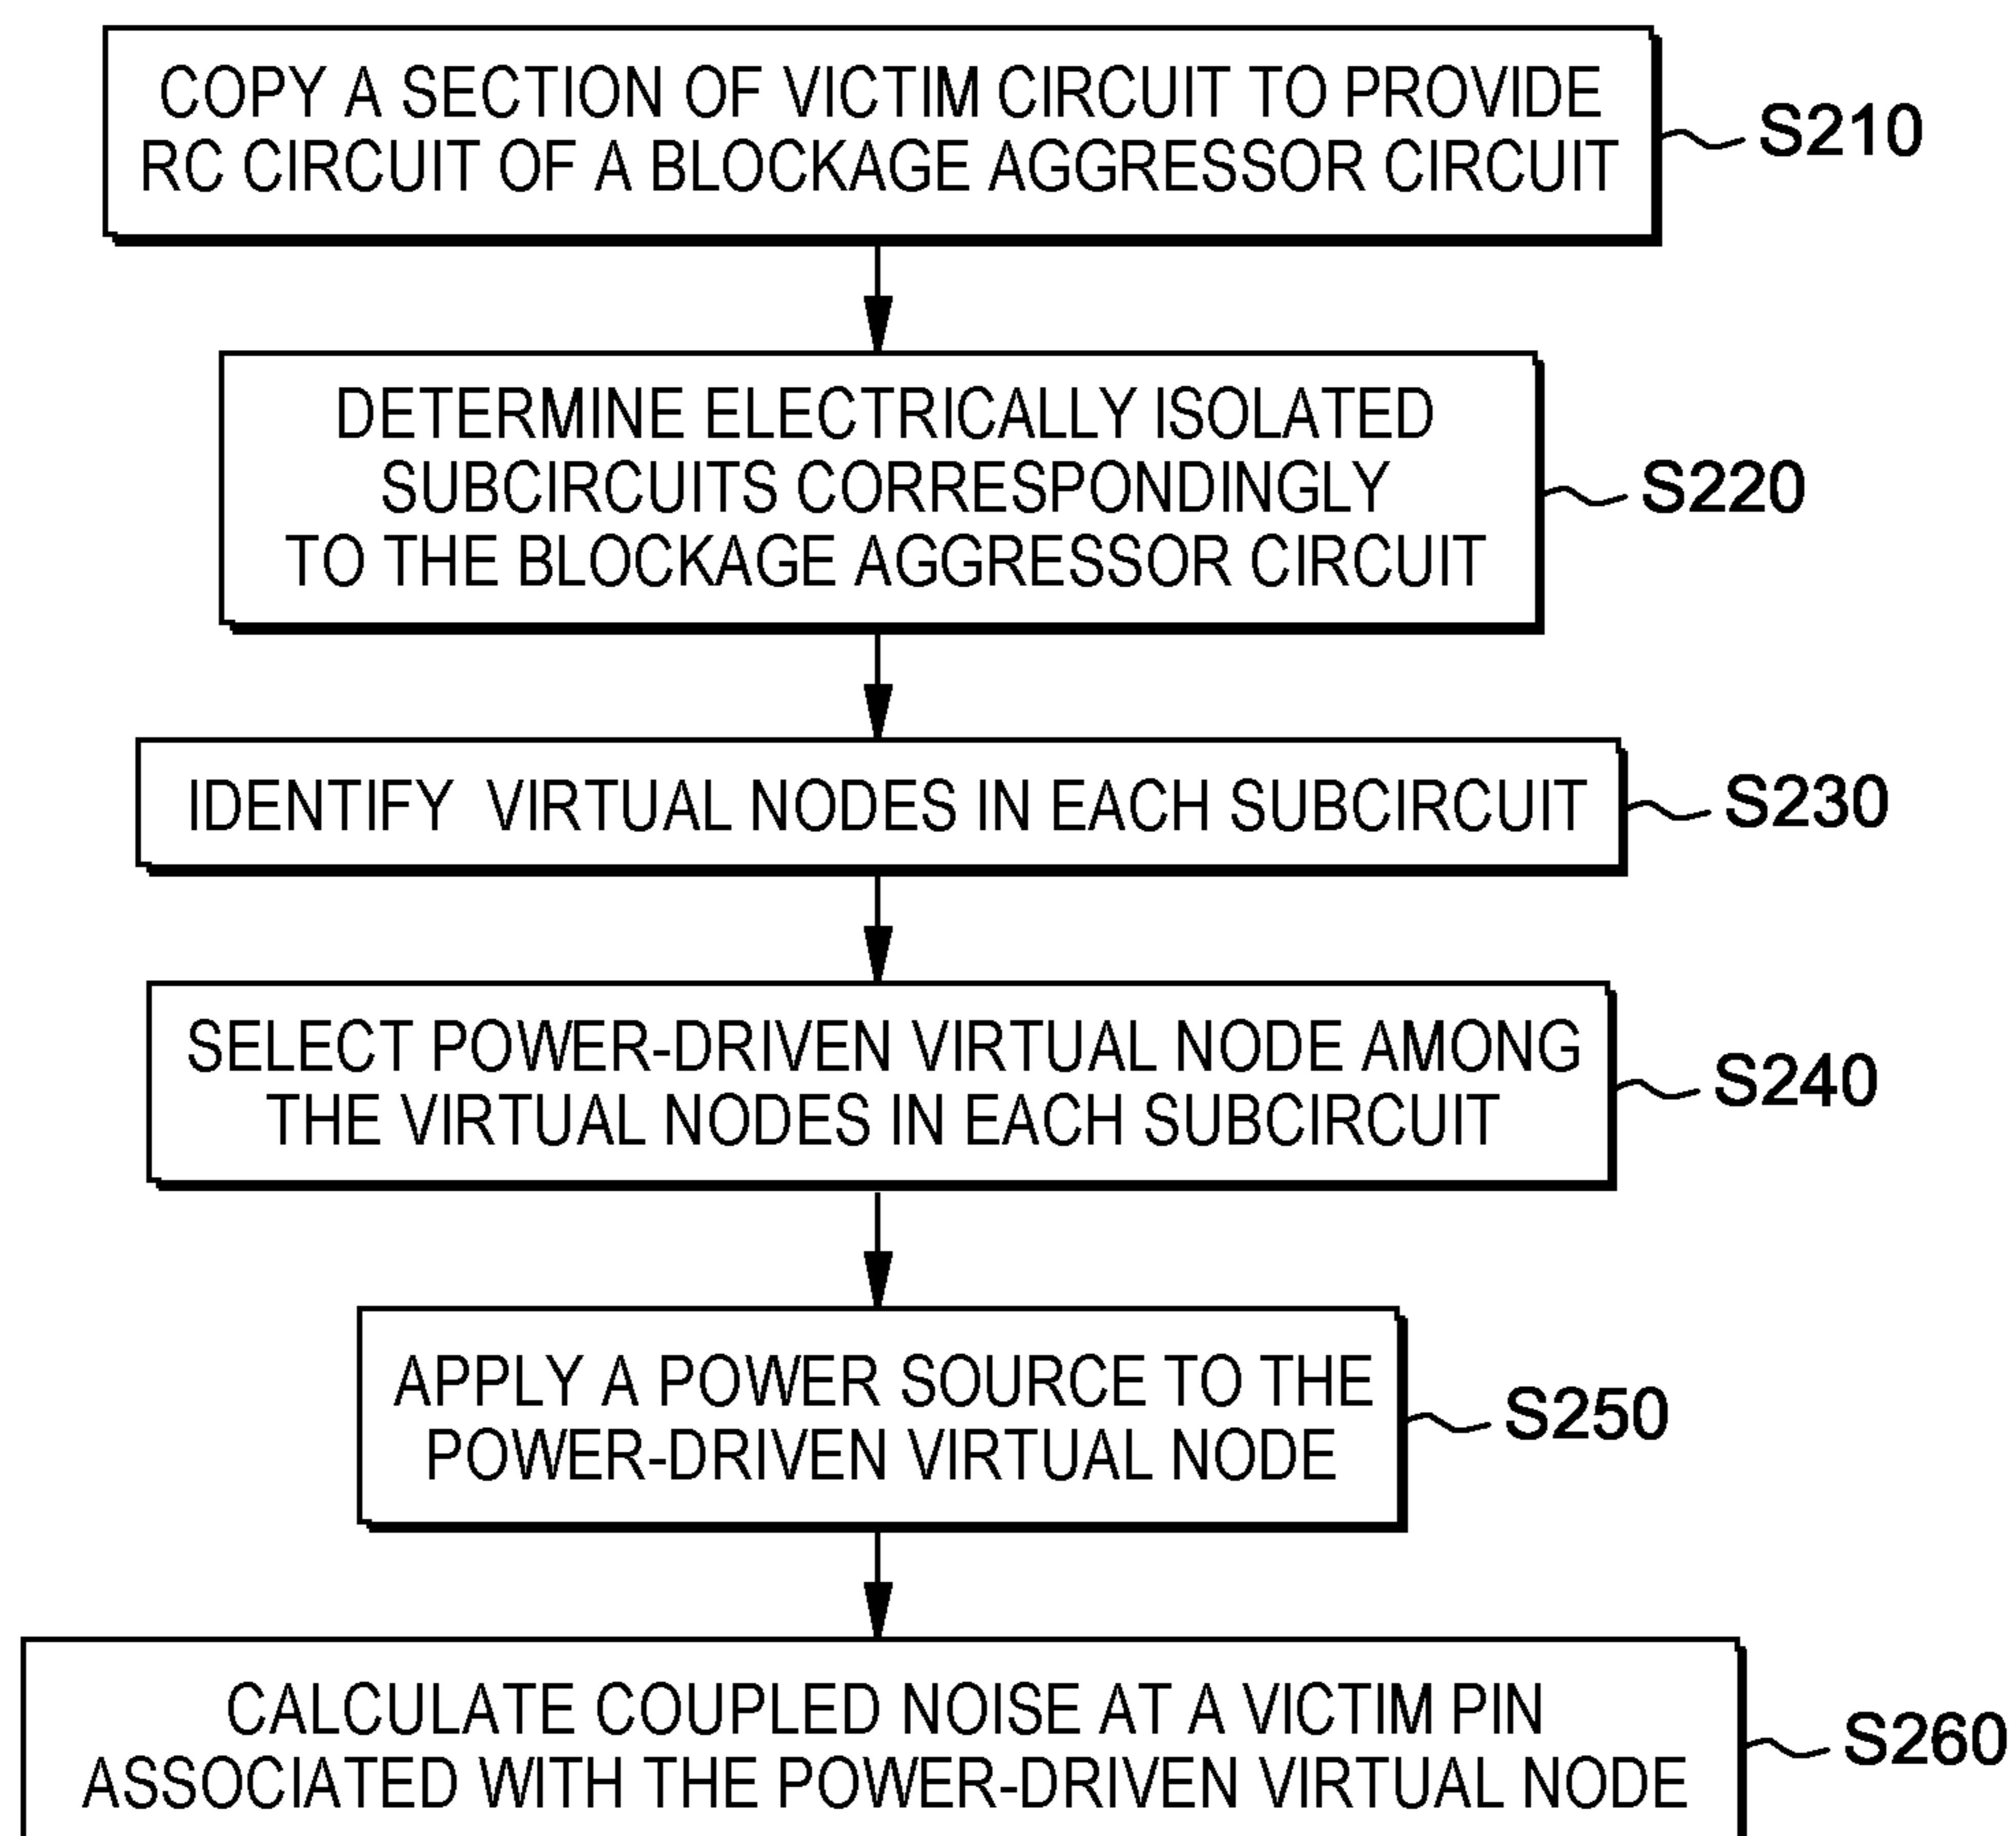 COPY A SECTION OF VICTIM CIRCUIT TO PROVIDE
RC CIRCUIT OF A BLOCKAGE AGGRESSOR CIRCUIT
S210
DETERMINE ELECTRICALLY ISOLATED
SUBCIRCUITS CORRESPONDINGLY
TO THE BLOCKAGE AGGRESSOR CIRCUIT
S220
IDENTIFY VIRTUAL NODES IN EACH SUBCIRCUIT
S230
SELECT POWER-DRIVEN VIRTUAL NODE AMONG
THE VIRTUAL NODES IN EACH SUBCIRCUIT
S240
APPLY A POWER SOURCE TO THE
POWER-DRIVEN VIRTUAL NODE
S250
CALCULATE COUPLED NOISE AT A VICTIM PIN
ASSOCIATED WITH THE POWER-DRIVEN VIRTUAL NODE
S260